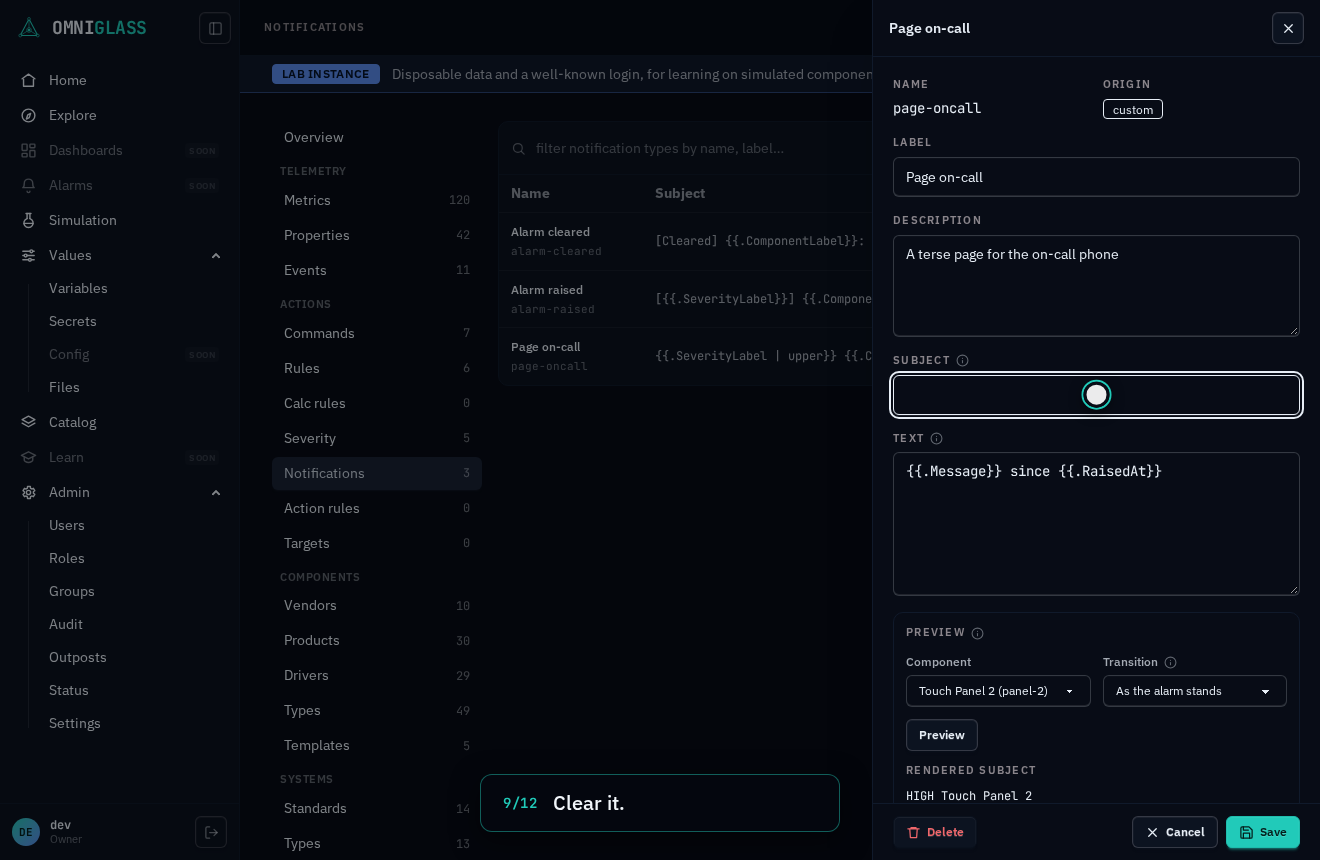 OMNIGLASS
Home
Explore
Dashboards SOON
Alarms SOON
Simulation
Values
Variables
Secrets
Config SOON
Files
Catalog
Learn SOON
Admin
Users
Roles
Groups
Audit
Outposts
Status
Settings
DE dev
Owner
NOTIFICATIONS
LAB INSTANCE Disposable data and a well-known login, for learning on simulated componen
Overview
TELEMETRY
Metrics 120
Properties 42
Events 11
ACTIONS
Commands 7
Rules 6
Calc rules 0
Severity 5
Notifications 3
Action rules 0
Targets 0
COMPONENTS
Vendors 10
Products 30
Drivers 29
Types 49
Templates 5
SYSTEMS
Standards 14
Types 13
filter notification types by name, label...
Name Subject
Alarm cleared
alarm-cleared
[Cleared] {{.ComponentLabel}}:
Alarm raised
alarm-raised
[{{.SeverityLabel}}] {{.Compone
Page on-call
page-oncall
{{.SeverityLabel | upper}} {{.C
9/12 Clear it.
Page on-call
NAME ORIGIN
page-oncall custom
LABEL
Page on-call
DESCRIPTION
A terse page for the on-call phone
SUBJECT
TEXT
{{.Message}} since {{.RaisedAt}}
PREVIEW
Component Transition
Touch Panel 2 (panel-2) As the alarm stands
Preview
RENDERED SUBJECT
HIGH Touch Panel 2
Delete Cancel Save